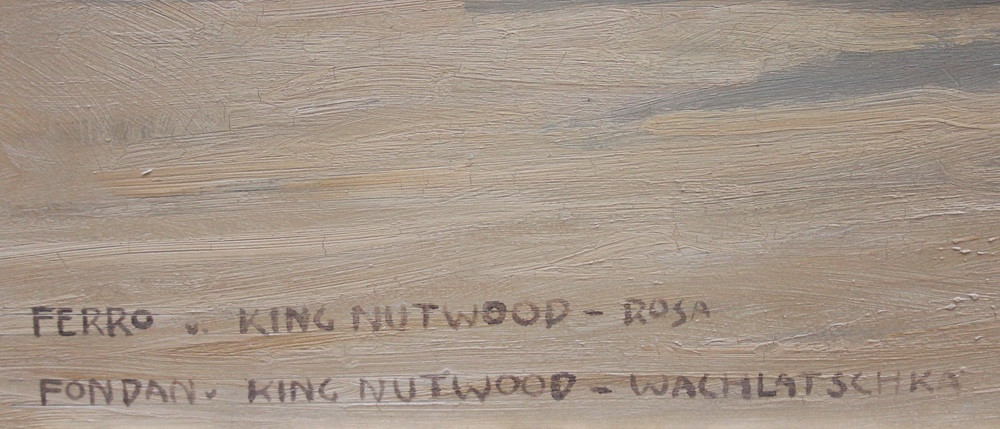 FERRO v. KING NUTWOOD - ROSA
FONDAN v. KING NUTWOOD - WACHLATSCHKA